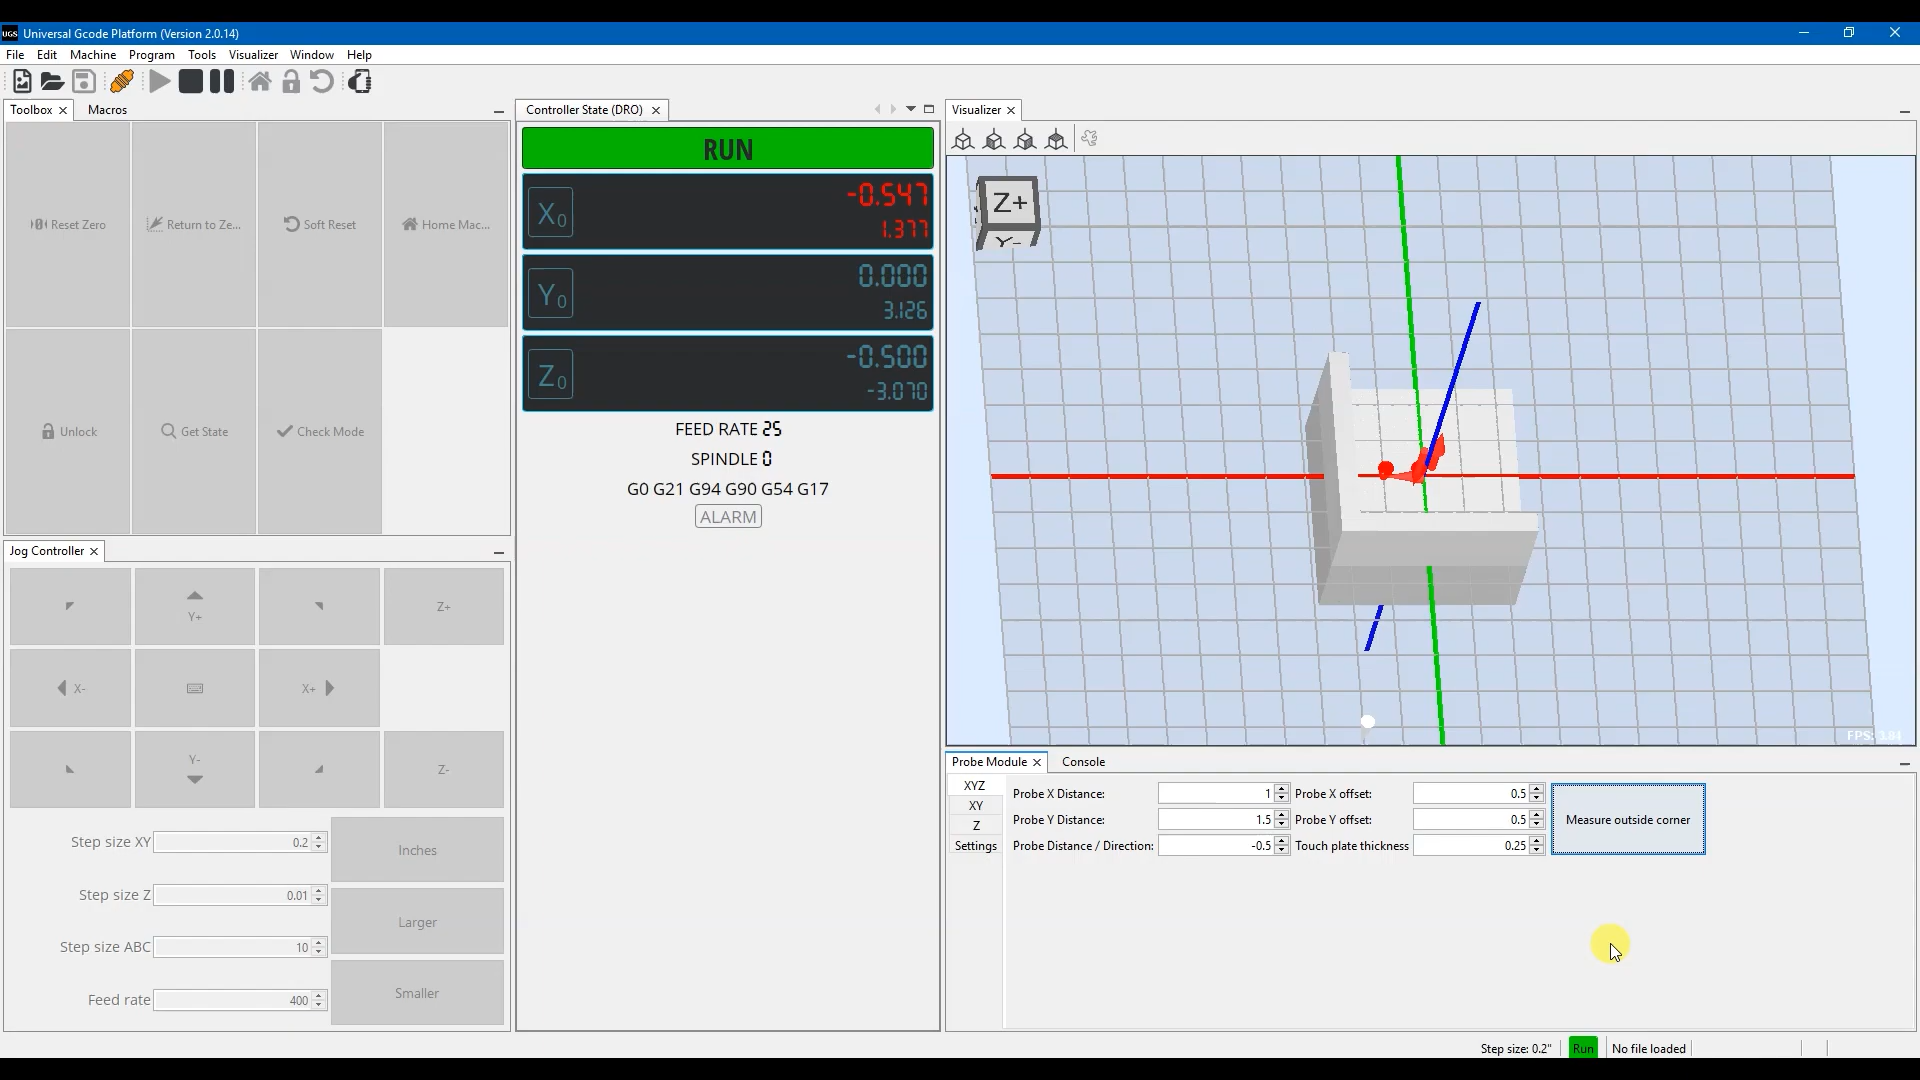 UGS Universal Gcode Platform (Version 2.0.14)
File Edit Machine Program Tools Visualizer Window Help
Toolbox Macros
Reset Zero
Return to Ze...
Soft Reset
Home Mac...
Unlock
Get State
Check Mode
Jog Controller
Y+
Z+
X-
X+
Y-
Z-
Step size XY 0.2
Inches
Step size Z 0.01
Larger
Step size ABC 10
Feed rate 400
Smaller
Controller State (DRO)
RUN
X0 -0.547
1.377
Y0 0.000
3.126
Z0 -0.500
-3.070
FEED RATE 25
SPINDLE 0
G0 G21 G94 G90 G54 G17
ALARM
Visualizer
Z+
Y-
Probe Module Console
XYZ
XY
Z
Settings
Probe X Distance: 1 Probe X offset: 0.5
Probe Y Distance: 1.5 Probe Y offset: 0.5
Probe Distance / Direction: -0.5 Touch plate thickness 0.25
Measure outside corner
Step size: 0.2" Run No file loaded